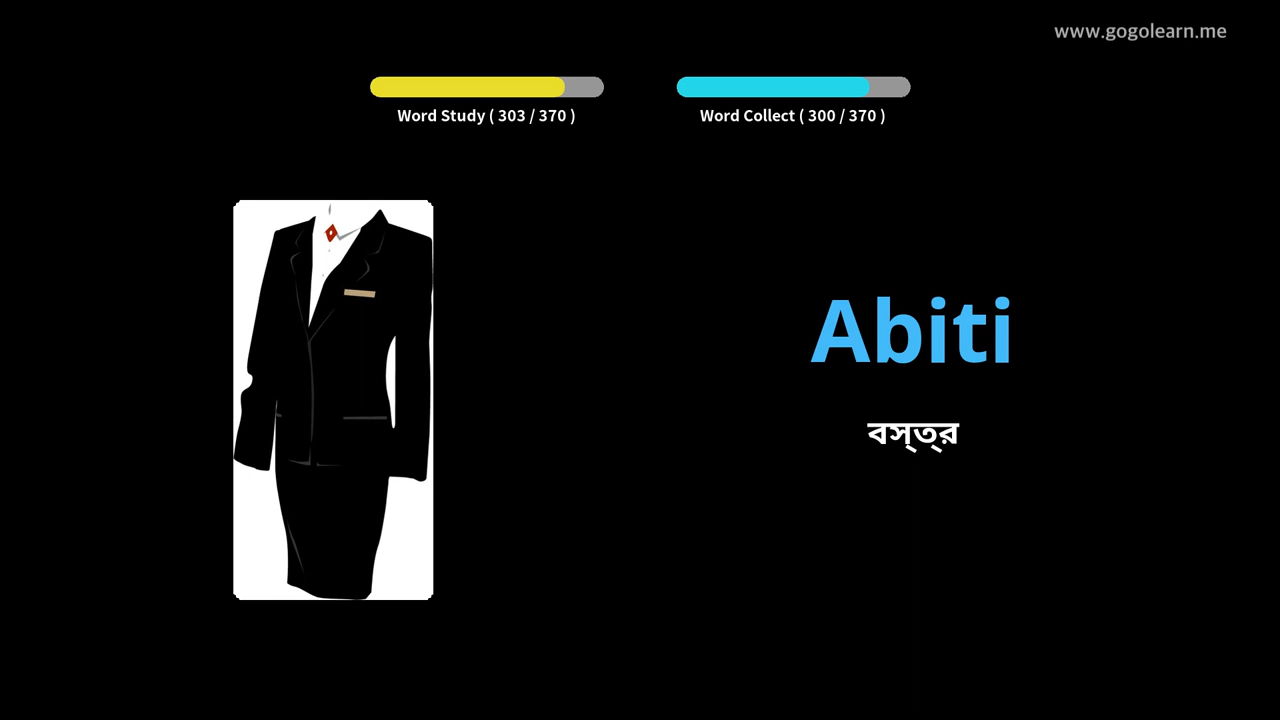 www.gogolearn.me
Word Study ( 303 / 370 )
Word Collect ( 300 / 370 )
Abiti
বস্ত্র